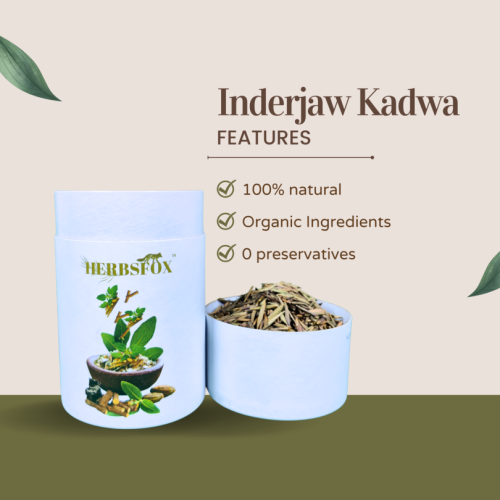 Inderjaw Kadwa
FEATURES
100% natural
Organic Ingredients
0 preservatives
HERBSFOX